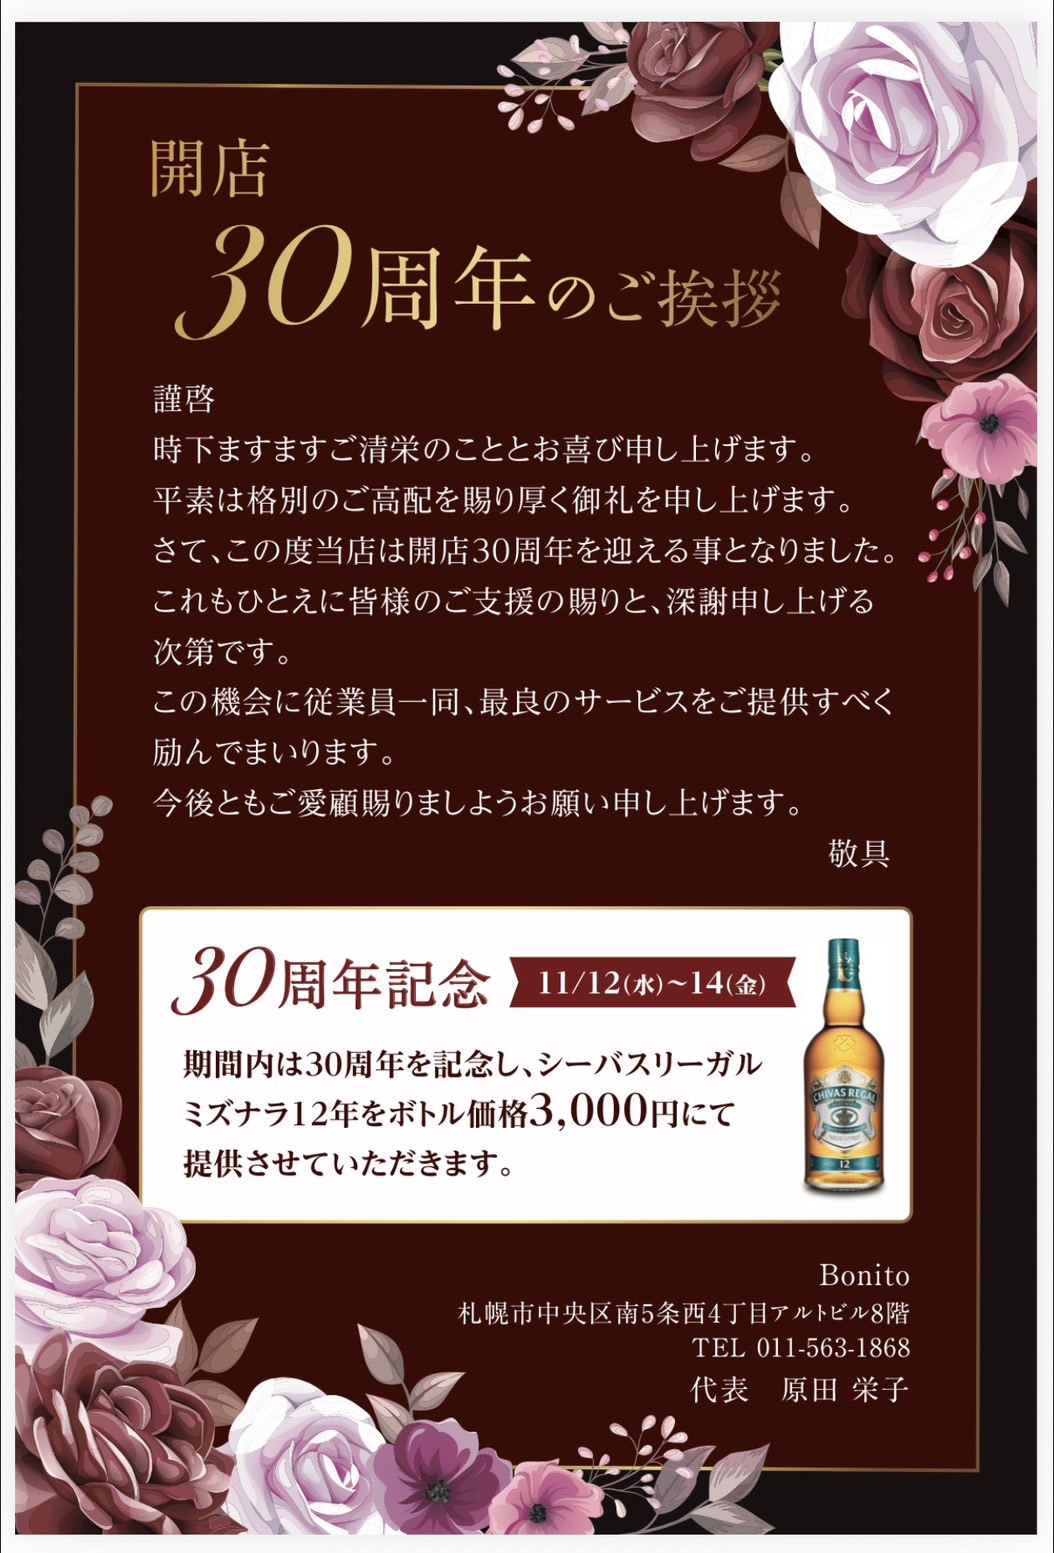 開店
30周年のご挨拶
謹啓
時下ますますご清栄のこととお喜び申し上げます。
平素は格別のご高配を賜り厚く御礼を申し上げます。
さて、この度当店は開店30周年を迎える事となりました。
これもひとえに皆様のご支援の賜りと、深謝申し上げる
次第です。
この機会に従業員一同、最良のサービスをご提供すべく
励んでまいります。
今後ともご愛顧賜りましようお願い申し上げます。
敬具
30周年記念 11/12(水)~14(金)
期間内は30周年を記念し、シーバスリーガル
ミズナラ12年をボトル価格3,000円にて
提供させていただきます。
CHIVAS REGAL
12
Bonito
札幌市中央区南5条西4丁目アルトビル8階
TEL 011-563-1868
代表　原田 栄子